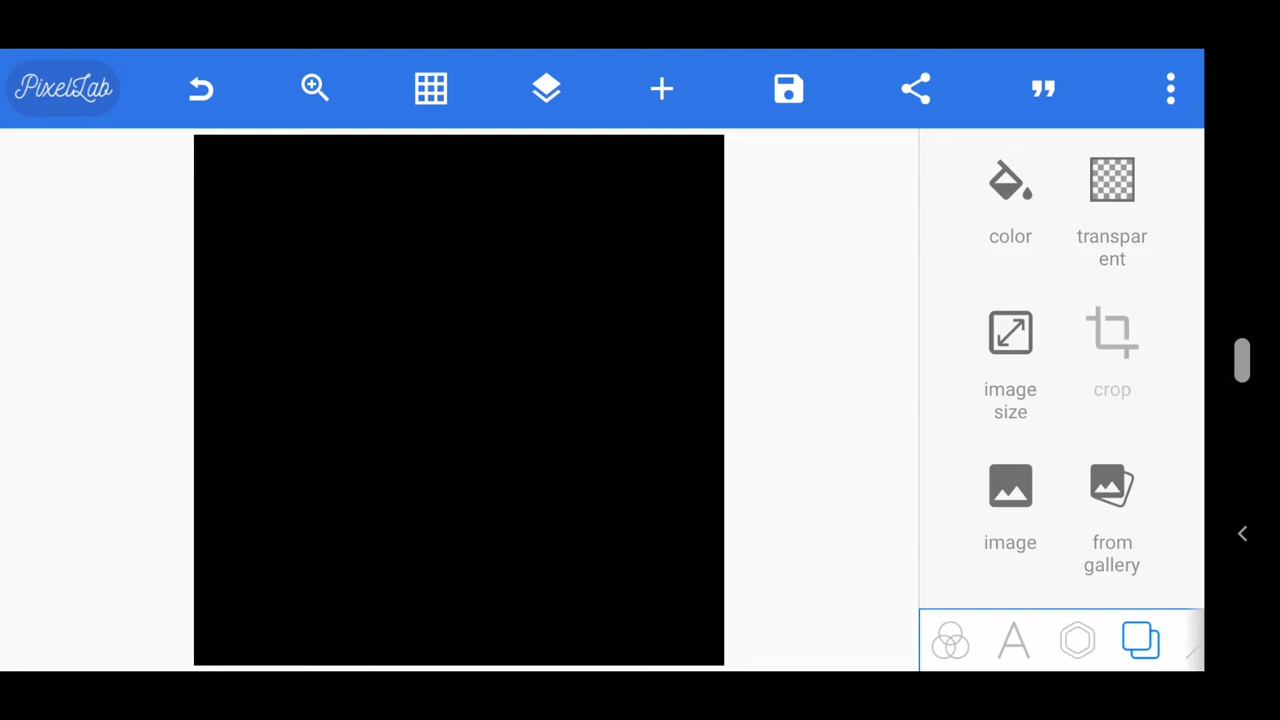 PixelLab
color
transpar
ent
image
size
crop
image
from
gallery